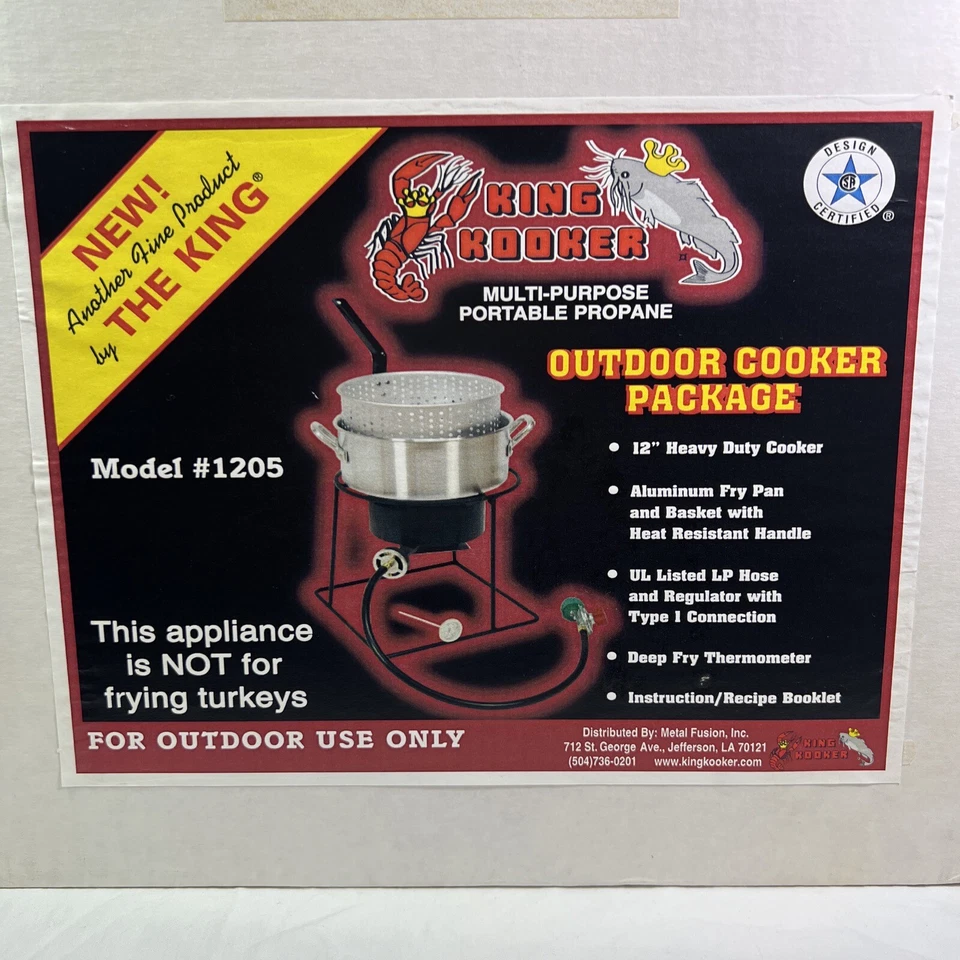 NEW!
Another Fine Product
by THE KING®
KING
KOOKER
MULTI-PURPOSE
PORTABLE PROPANE
DESIGN
CERTIFIED
®
OUTDOOR COOKER
PACKAGE
• 12" Heavy Duty Cooker
• Aluminum Fry Pan
and Basket with
Heat Resistant Handle
• UL Listed LP Hose
and Regulator with
Type 1 Connection
• Deep Fry Thermometer
• Instruction/Recipe Booklet
Model #1205
This appliance
is NOT for
frying turkeys
FOR OUTDOOR USE ONLY
Distributed By: Metal Fusion, Inc.
712 St. George Ave., Jefferson, LA 70121
(504)736-0201 www.kingkooker.com
KING
KOOKER